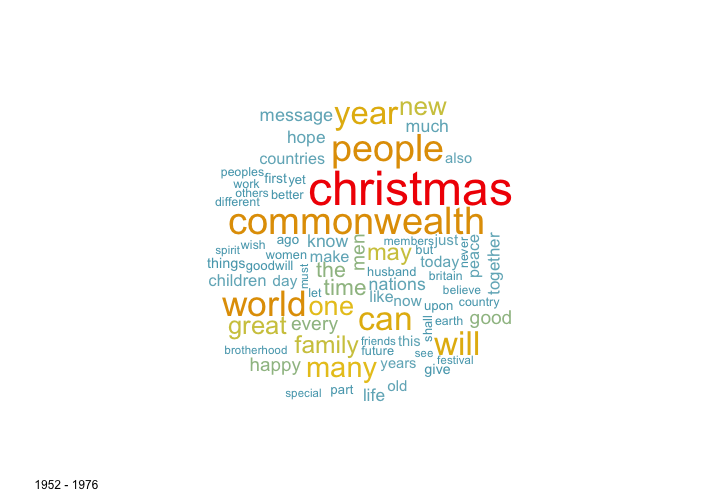 message year new
much
hope people
countries also
peoples first yet
work
others better
different
christmas
commonwealth
spirit wish ago know men members just never peace together
women make may but
things goodwill must the husband today
children day let time nations britain believe
world one like now upon country
great every can shall earth good
brotherhood family friends this will
future see festival
happy many years give
special part life old
1952 - 1976